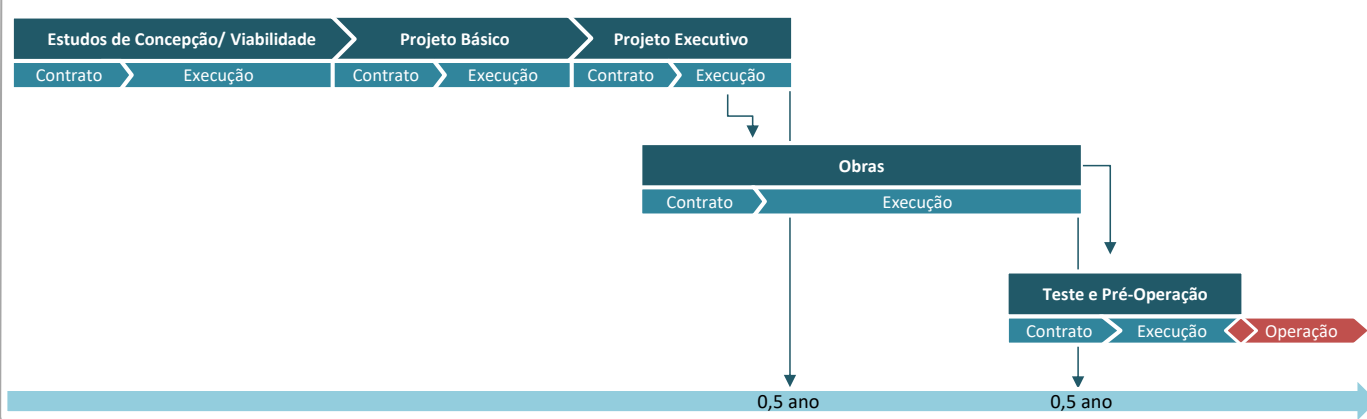 Estudos de Concepção/ Viabilidade Projeto Básico Projeto Executivo
Contrato Execução Contrato Execução Contrato Execução
Obras
Contrato Execução
Teste e Pré-Operação
Contrato Execução Operação
0,5 ano 0,5 ano